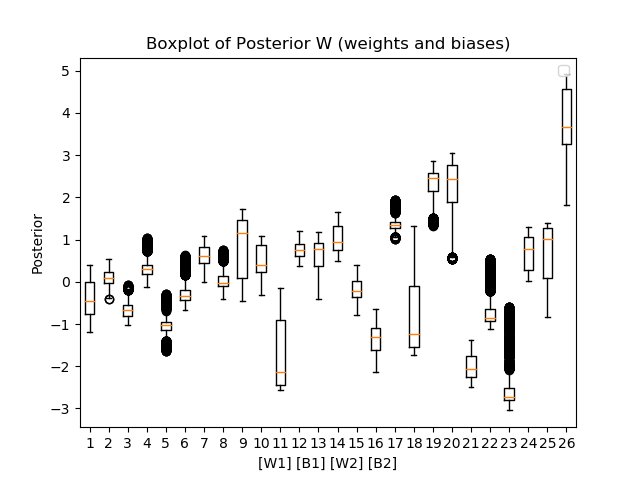 Boxplot of Posterior W (weights and biases)
Posterior
5
4
3
2
1
0
−1
−2
−3
1 2 3 4 5 6 7 8 9 10 11 12 13 14 15 16 17 18 19 20 21 22 23 24 25 26
[W1] [B1] [W2] [B2]